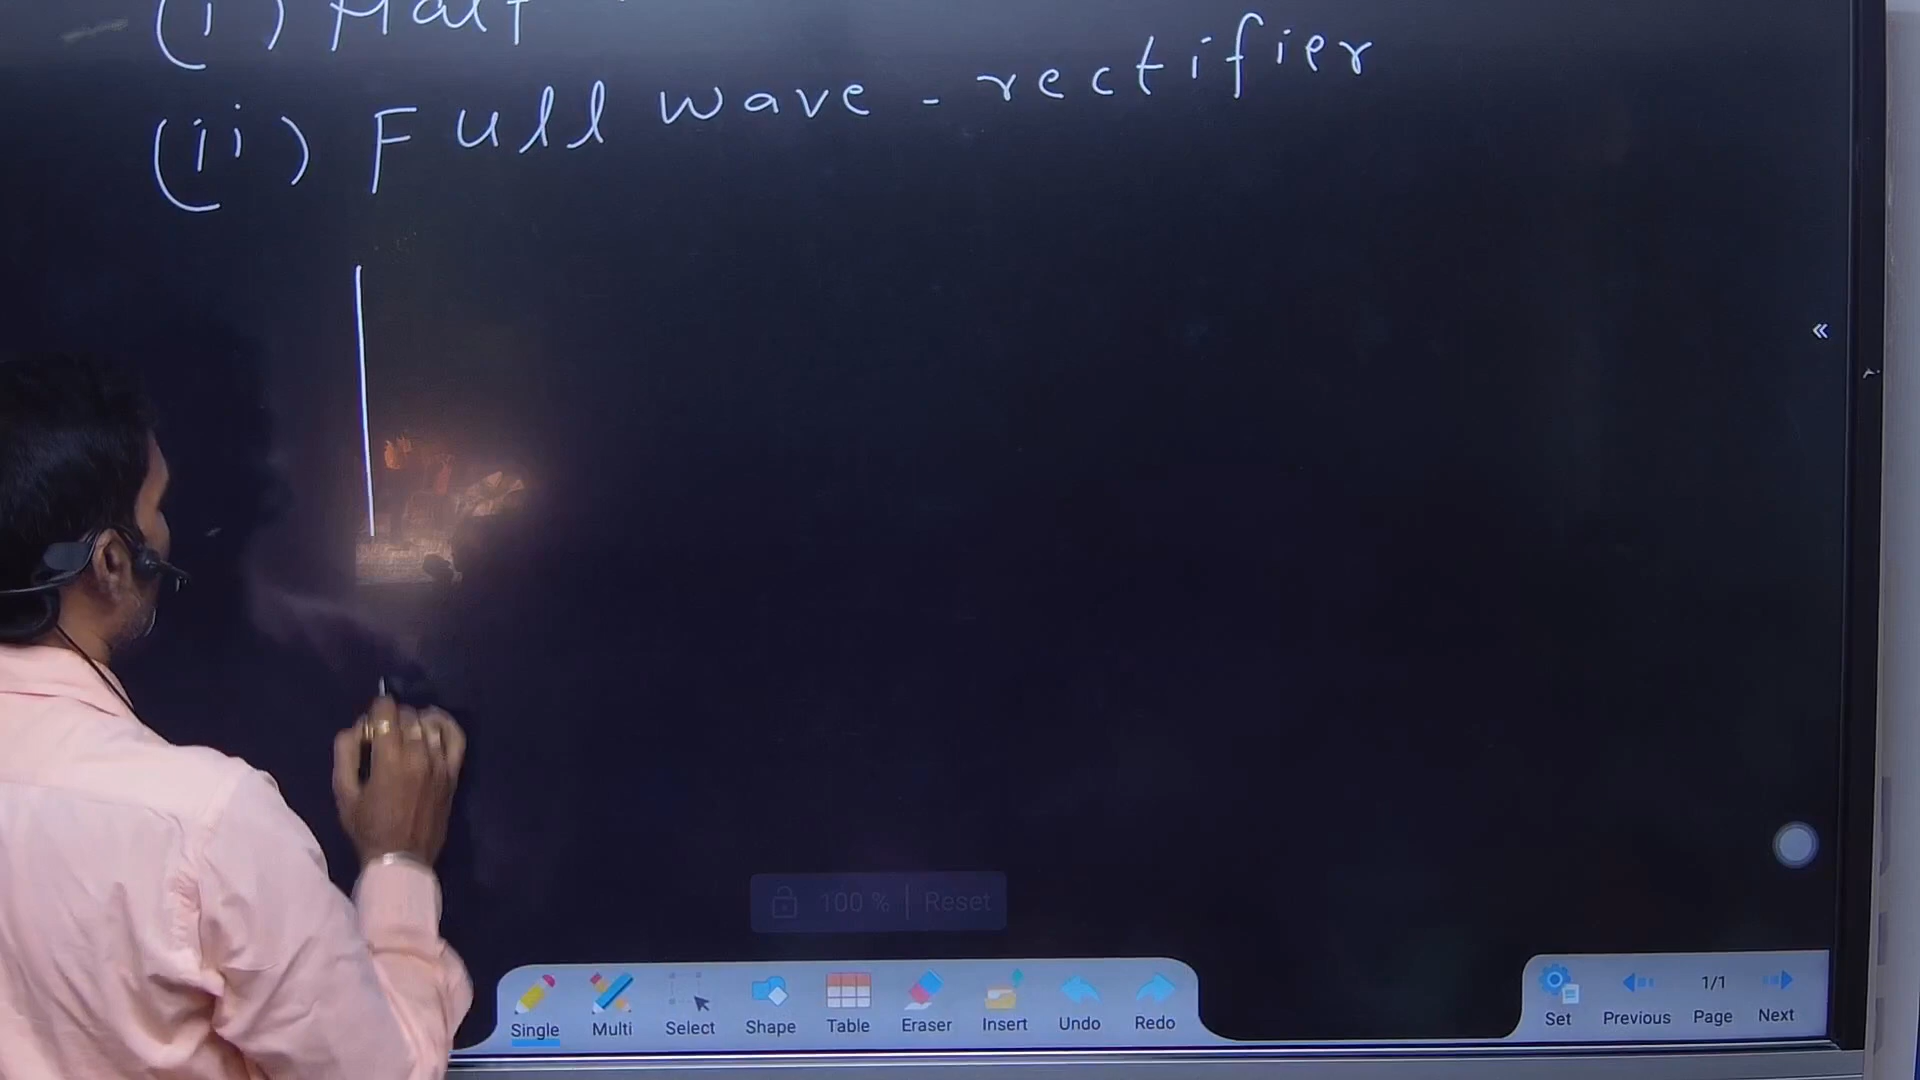 (i) Half
(ii) Full wave - rectifier
«
100 % | Reset
Single Multi Select Shape Table Eraser Insert Undo Redo
Set Previous 1/1 Page Next